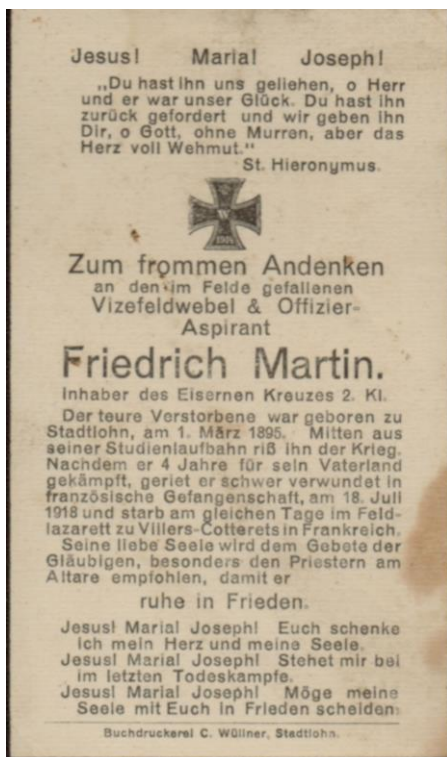 Jesus! Maria! Joseph!
„Du hast ihn uns geliehen, o Herr
und er war unser Glück. Du hast ihn
zurück gefordert und wir geben ihn
Dir, o Gott, ohne Murren, aber das
Herz voll Wehmut.“
St. Hieronymus.
W
1914
Zum frommen Andenken
an den im Felde gefallenen
Vizefeldwebel & Offizier-
Aspirant
Friedrich Martin.
Inhaber des Eisernen Kreuzes 2. Kl.
Der teure Verstorbene war geboren zu
Stadtlohn, am 1. März 1895. Mitten aus
seiner Studienlaufbahn riß ihn der Krieg.
Nachdem er 4 Jahre für sein Vaterland
gekämpft, geriet er schwer verwundet in
französische Gefangenschaft, am 18. Juli
1918 und starb am gleichen Tage im Feld-
lazarett zu Villers-Cotterets in Frankreich.
Seine liebe Seele wird dem Gebete der
Gläubigen, besonders den Priestern am
Altare empfohlen, damit er
ruhe in Frieden.
Jesus! Maria! Joseph! Euch schenke
ich mein Herz und meine Seele.
Jesus! Maria! Joseph! Stehet mir bei
im letzten Todeskampfe.
Jesus! Maria! Joseph! Möge meine
Seele mit Euch in Frieden scheiden.
Buchdruckerei C. Wüllner, Stadtlohn.